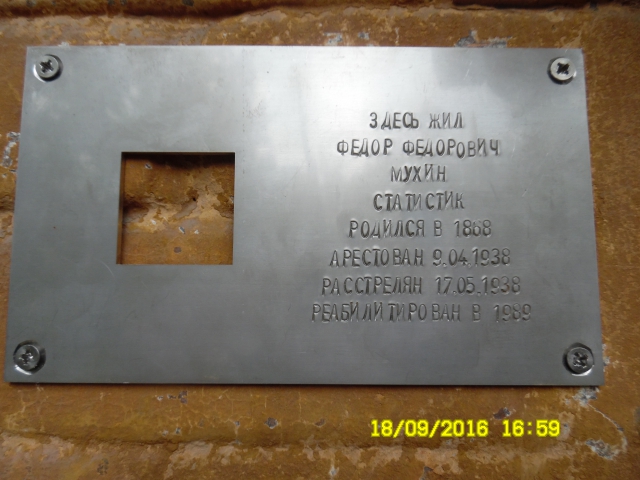 ЗДЕСЬ ЖИЛ
ФЕДОР ФЕДОРОВИЧ
МУХИН
СТАТИСТИК
РОДИЛСЯ В 1868
АРЕСТОВАН 9.04.1938
РАССТРЕЛЯН 17.05.1938
РЕАБИЛИТИРОВАН В 1989
18/09/2016 16:59